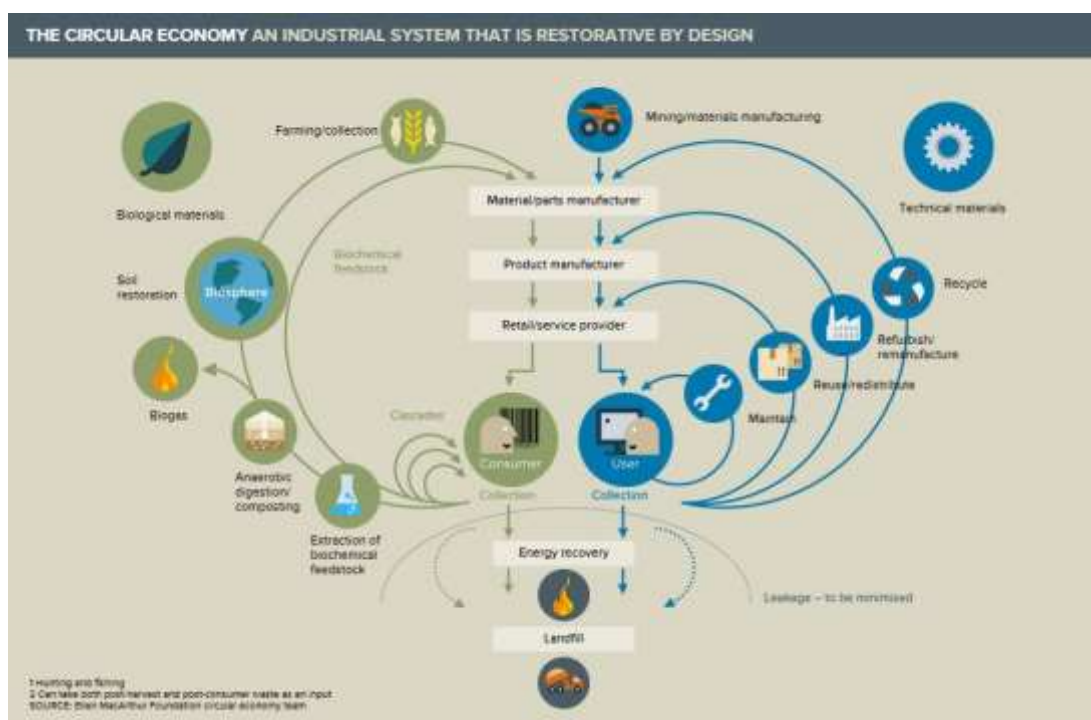 THE CIRCULAR ECONOMY AN INDUSTRIAL SYSTEM THAT IS RESTORATIVE BY DESIGN
Farming/collection
Mining/materials manufacturing
Biological materials
Technical materials
Material/parts manufacturer
Biochemical
feedstock
Product manufacturer
Soil
restoration
Biosphere
Recycle
Retail/service provider
Refurbish/
remanufacture
Reuse/redistribute
Biogas
Cascades
Maintain
Consumer
User
Anaerobic
digestion/
composting
Collection
Collection
Extraction of
biochemical
feedstock
Energy recovery
Leakage – to be minimised
Landfill
1 Hunting and fishing
2 Can take both post-harvest and post-consumer waste as an input
SOURCE: Ellen MacArthur Foundation circular economy team